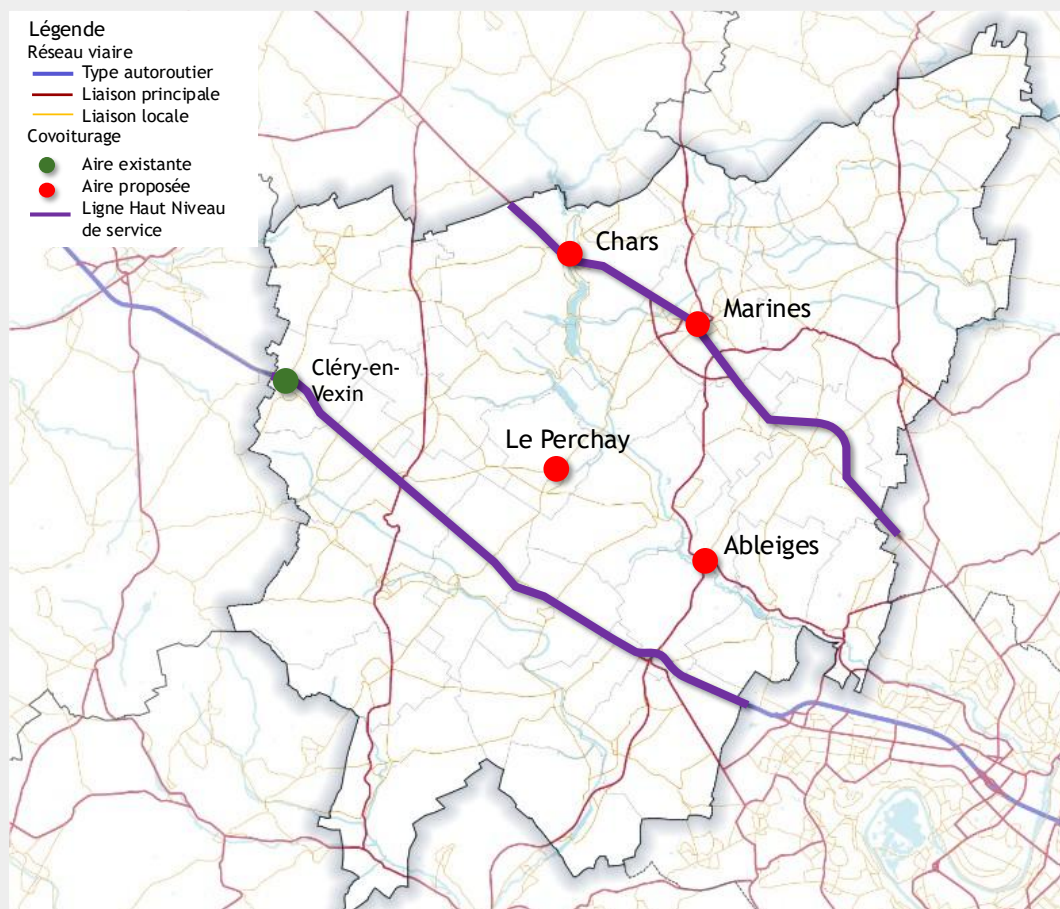 Légende
Réseau viaire
Type autoroutier
Liaison principale
Liaison locale
Covoiturage
Aire existante
Aire proposée
Ligne Haut Niveau
de service
Chars
Marines
Cléry-en-
Vexin
Le Perchay
Ableiges